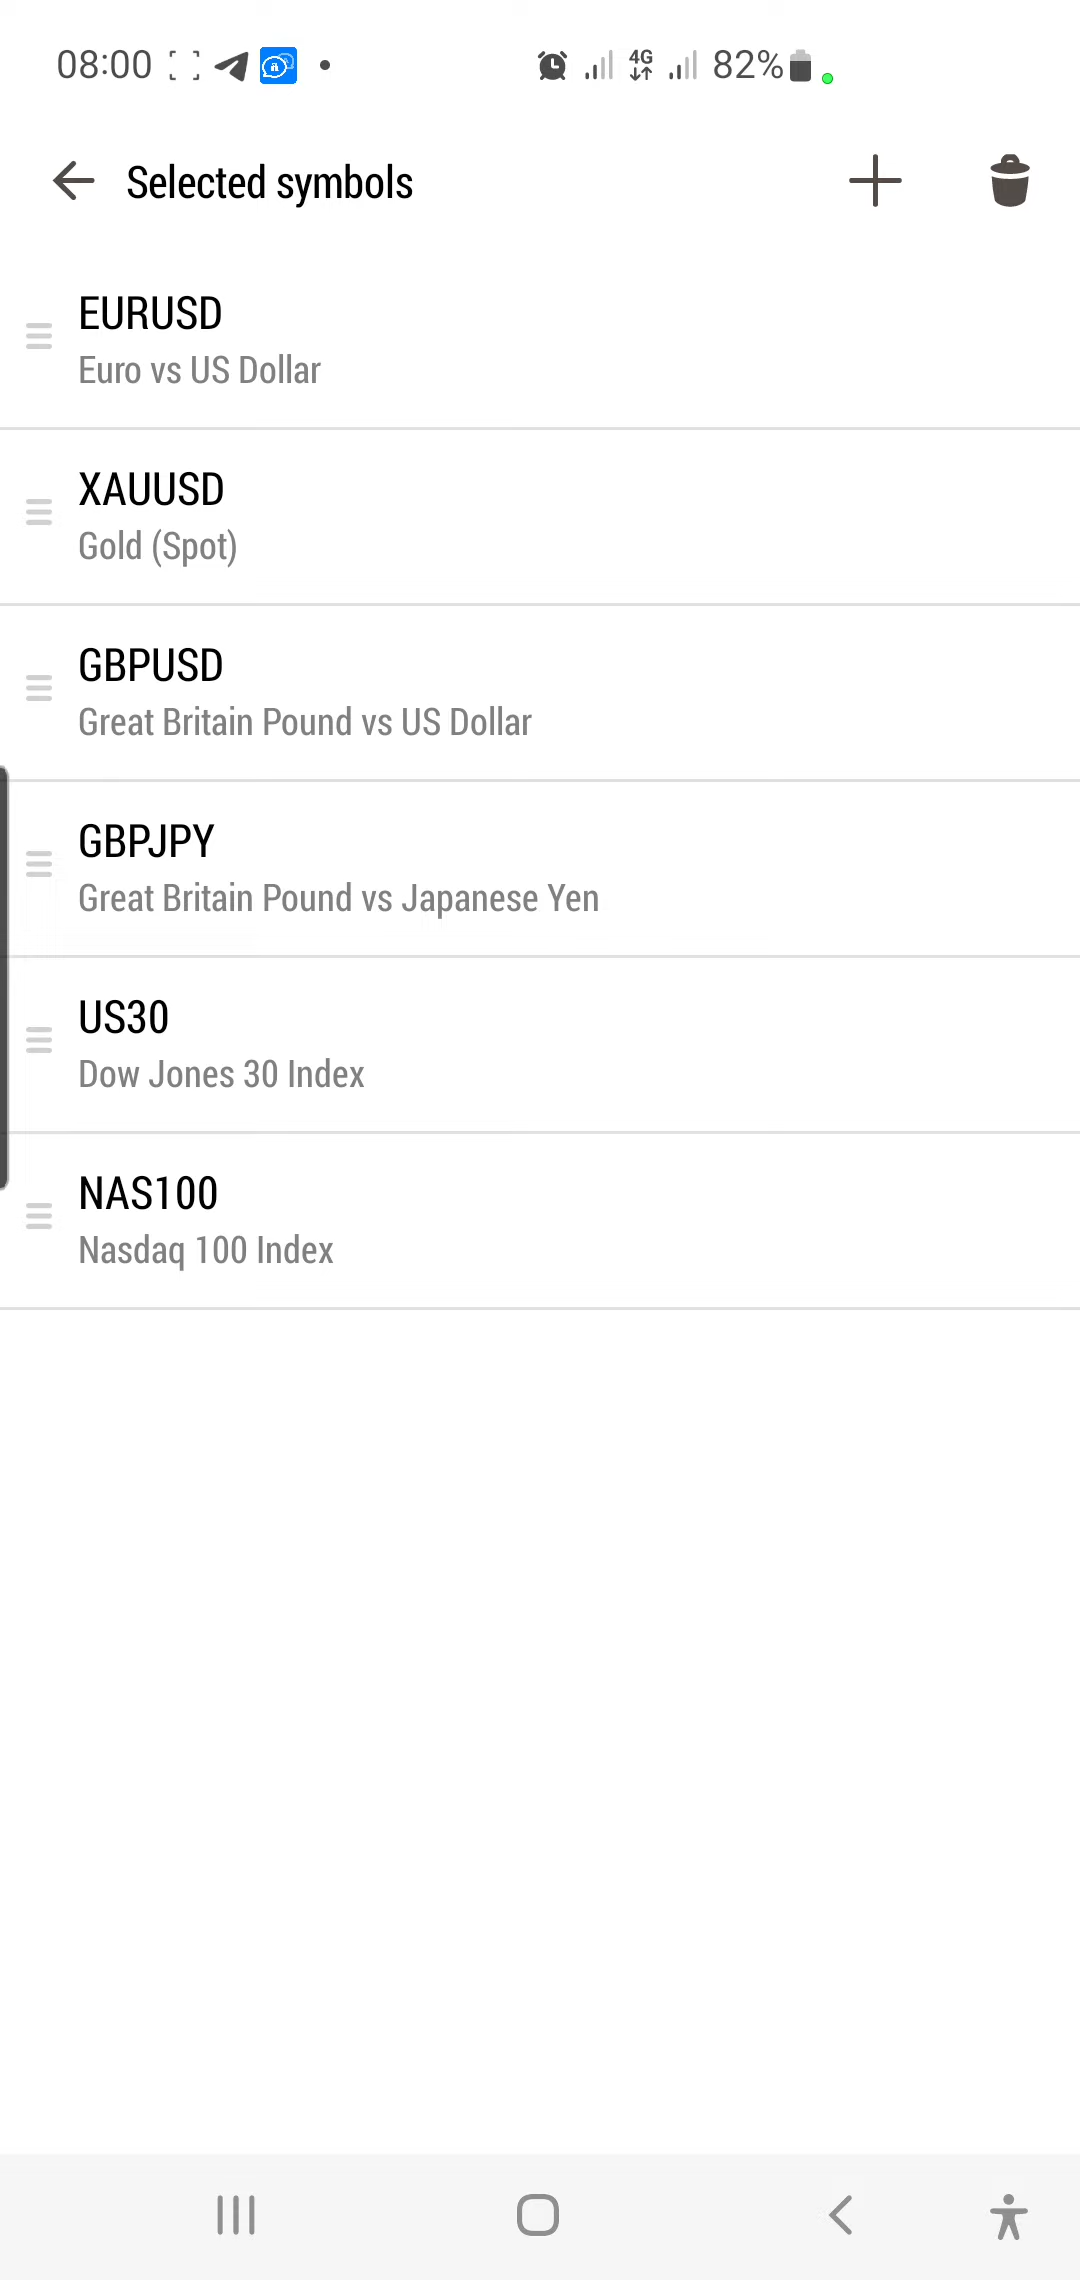 08:00 4G 82%
Selected symbols
EURUSD
Euro vs US Dollar
XAUUSD
Gold (Spot)
GBPUSD
Great Britain Pound vs US Dollar
GBPJPY
Great Britain Pound vs Japanese Yen
US30
Dow Jones 30 Index
NAS100
Nasdaq 100 Index